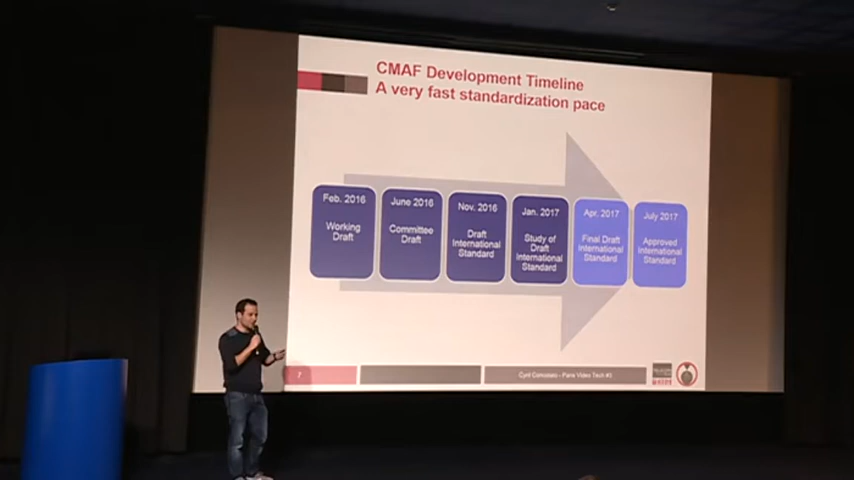 CMAF Development Timeline
A very fast standardization pace
Feb. 2016
Working
Draft
June 2016
Committee
Draft
Nov. 2016
Draft
International
Standard
Jan. 2017
Study of
Draft
International
Standard
Apr. 2017
Final Draft
International
Standard
July 2017
Approved
International
Standard
7
Cyril Concolato - Paris Video Tech #3